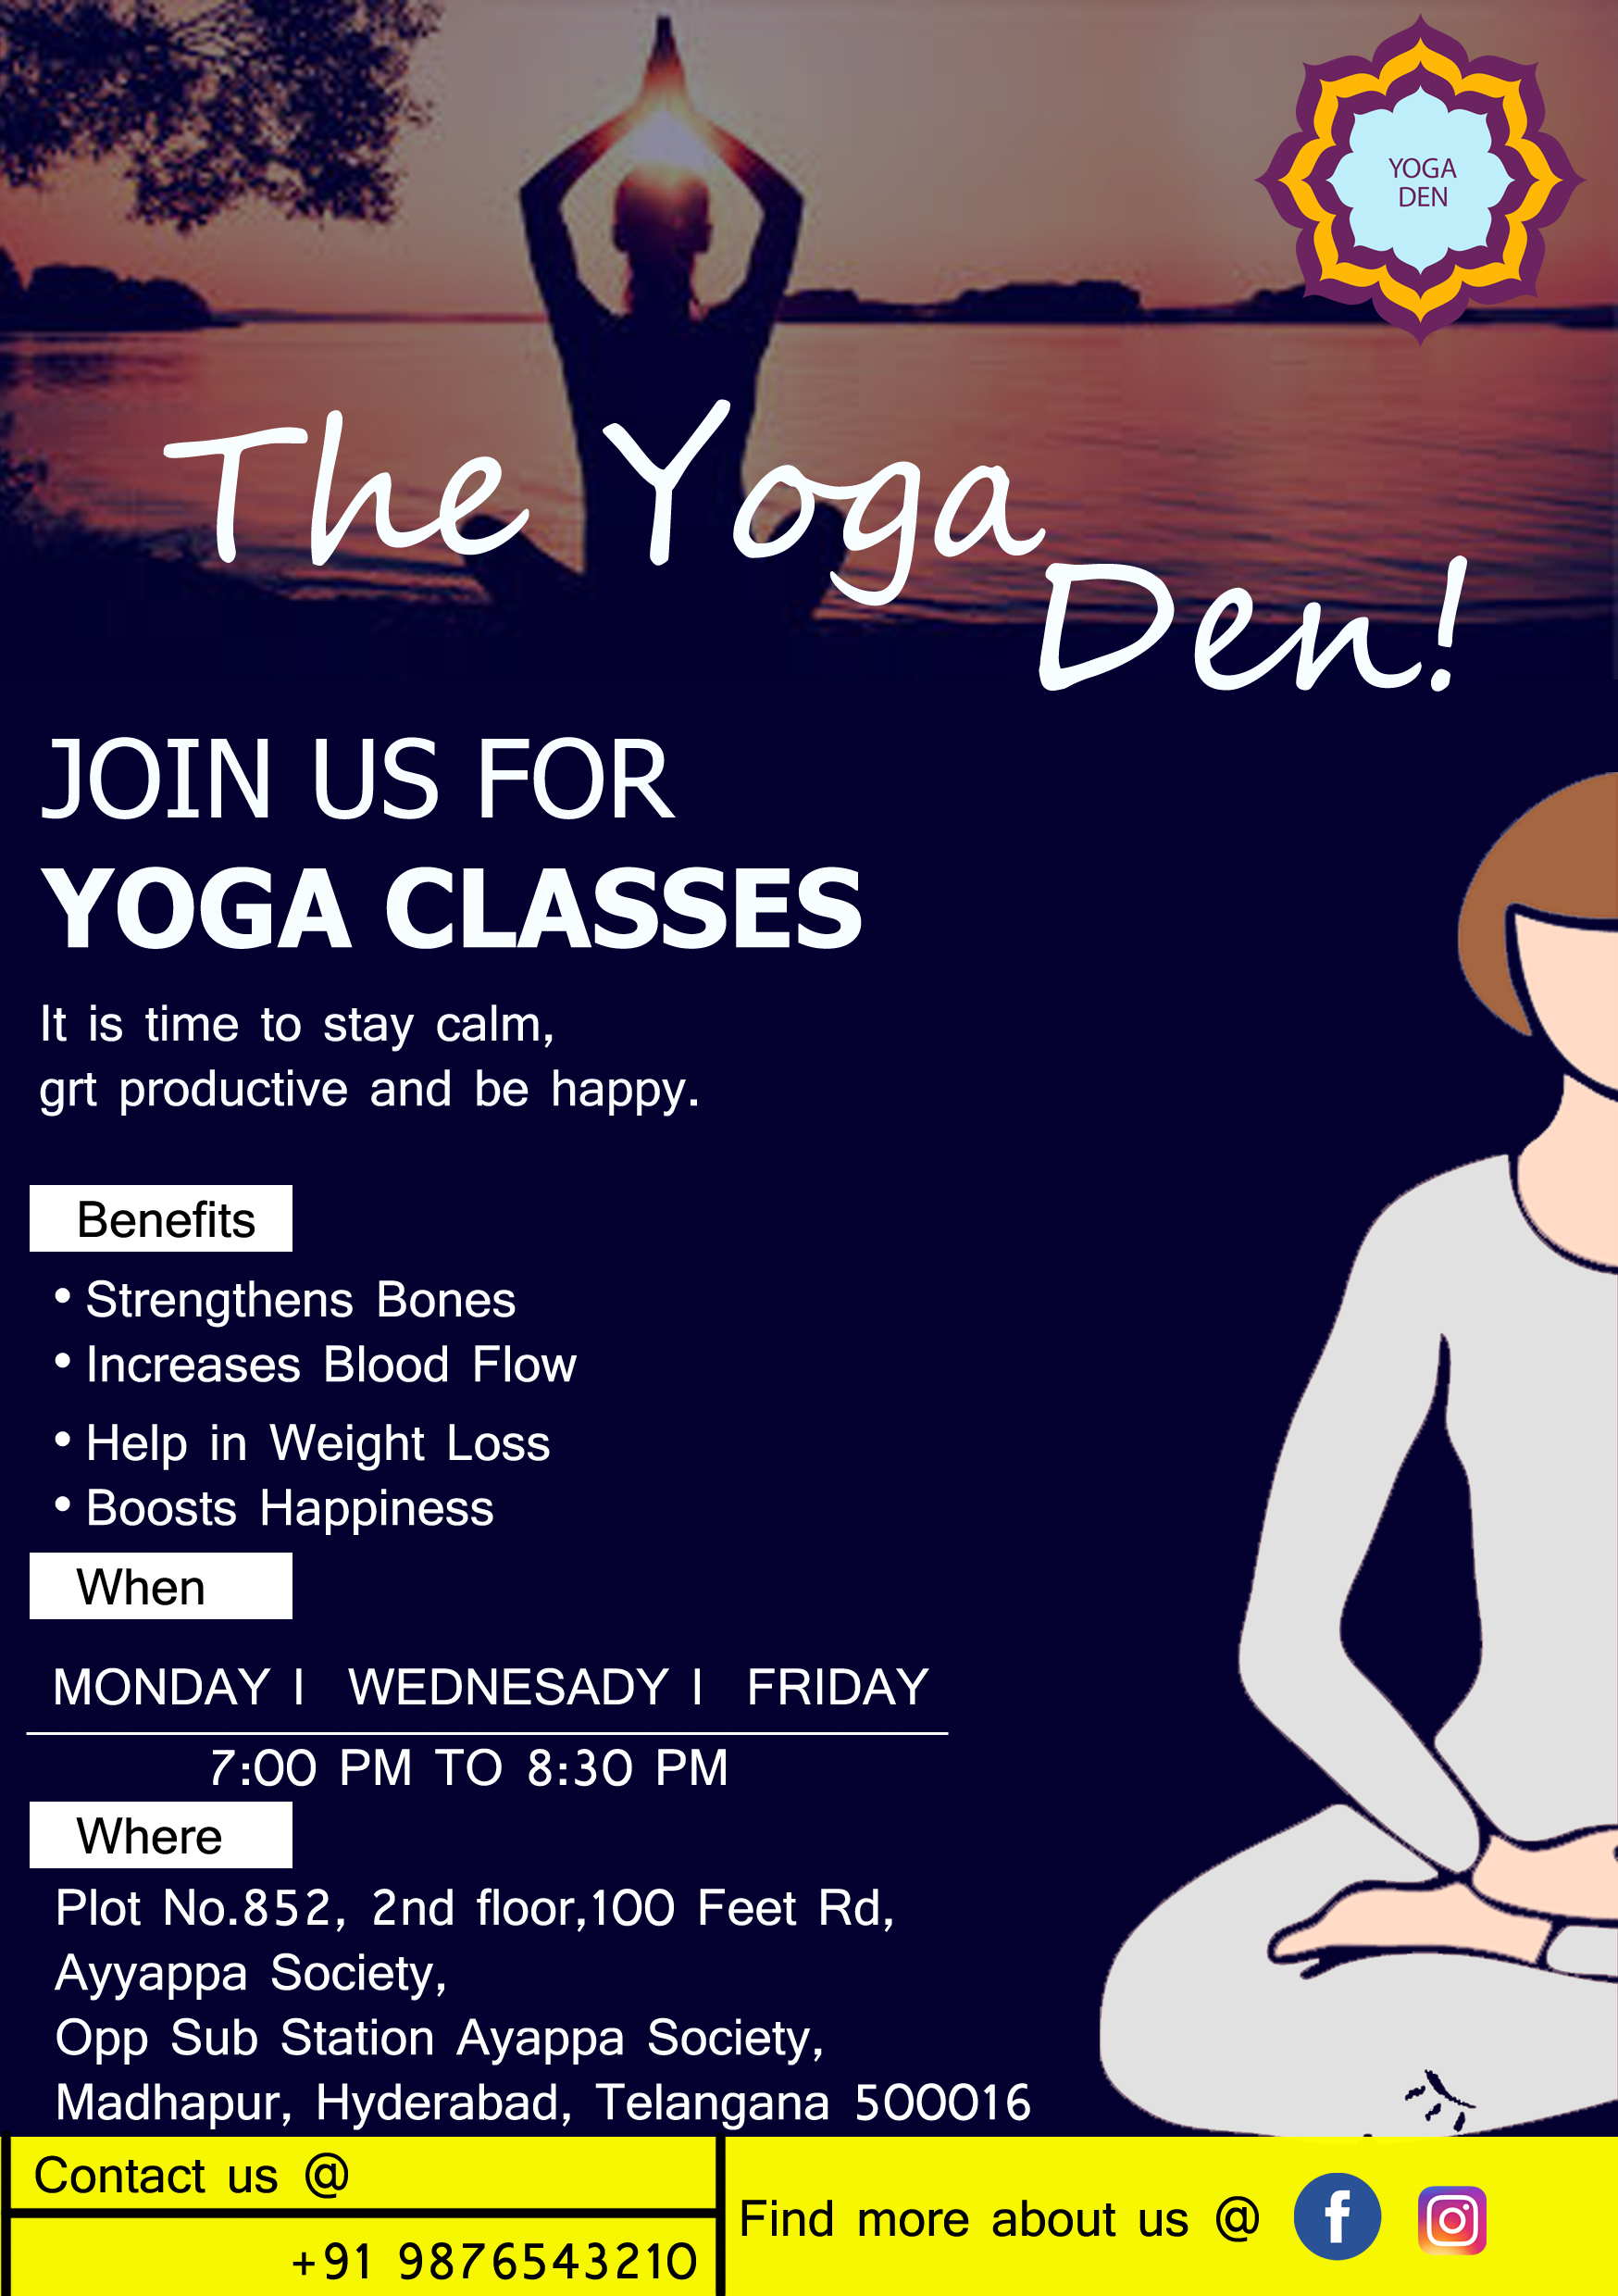 YOGA
DEN
The Yoga
Den!
JOIN US FOR
YOGA CLASSES
It is time to stay calm,
grt productive and be happy.
Benefits
• Strengthens Bones
• Increases Blood Flow
• Help in Weight Loss
• Boosts Happiness
When
MONDAY I WEDNESADY I FRIDAY
7:00 PM TO 8:30 PM
Where
Plot No.852, 2nd floor,100 Feet Rd,
Ayyappa Society,
Opp Sub Station Ayappa Society,
Madhapur, Hyderabad, Telangana 500016
Contact us @
+91 9876543210
Find more about us @